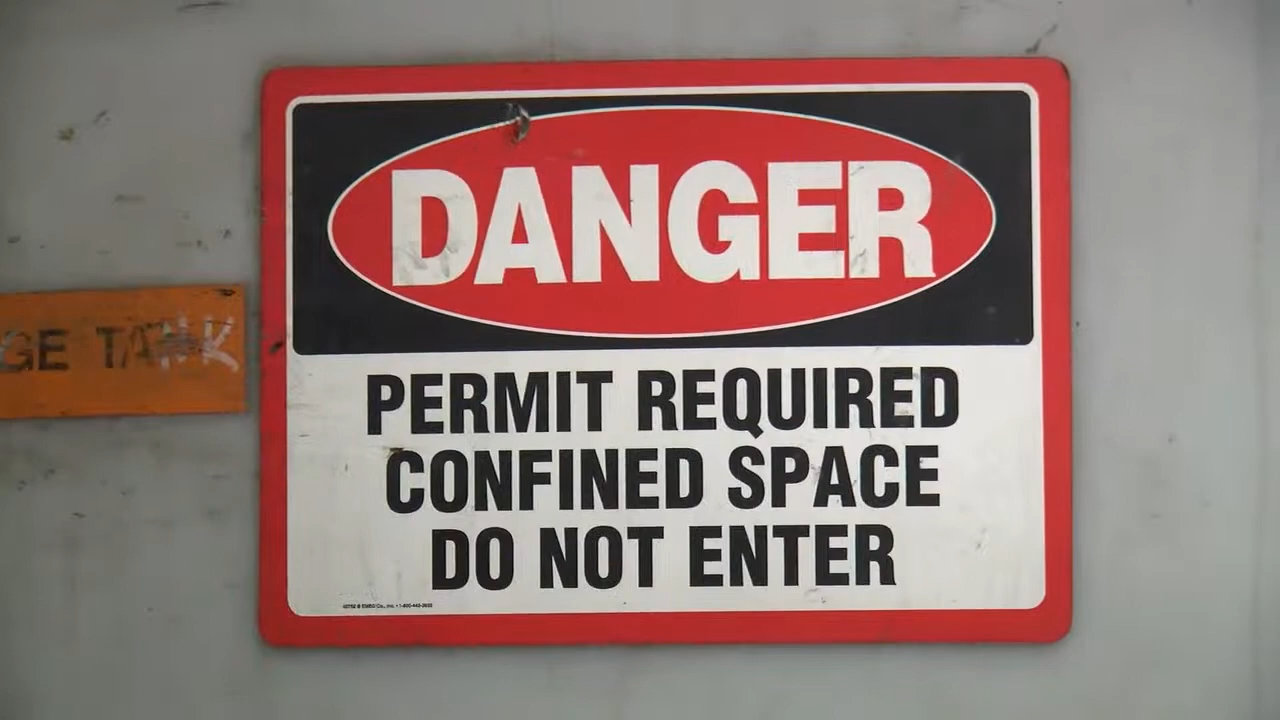 DANGER
PERMIT REQUIRED
CONFINED SPACE
DO NOT ENTER
GE TANK